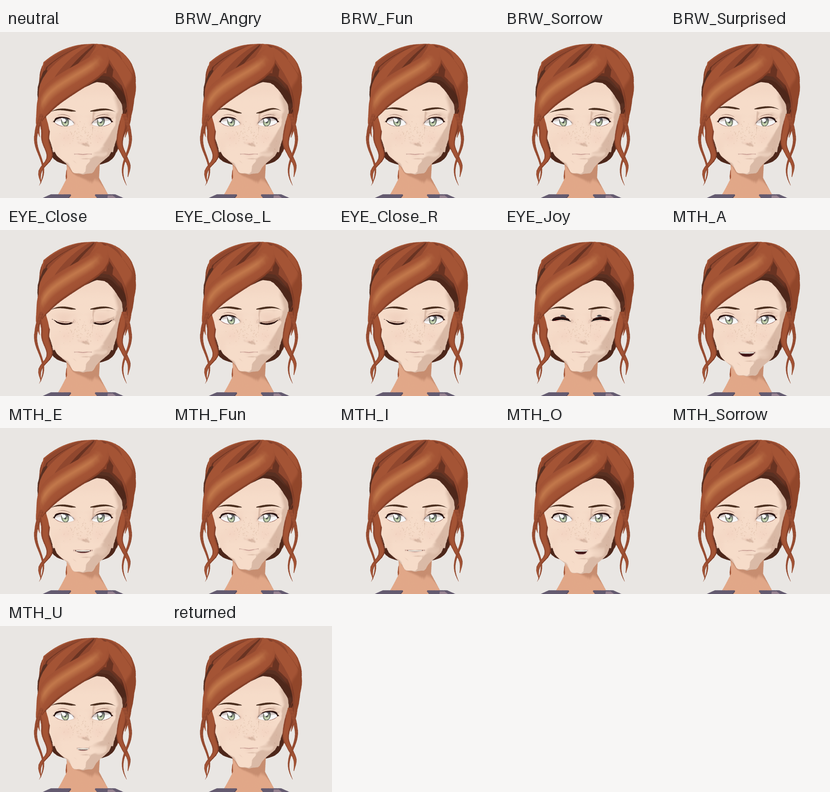 neutral
BRW_Angry
BRW_Fun
BRW_Sorrow
BRW_Surprised
EYE_Close
EYE_Close_L
EYE_Close_R
EYE_Joy
MTH_A
MTH_E
MTH_Fun
MTH_I
MTH_O
MTH_Sorrow
MTH_U
returned